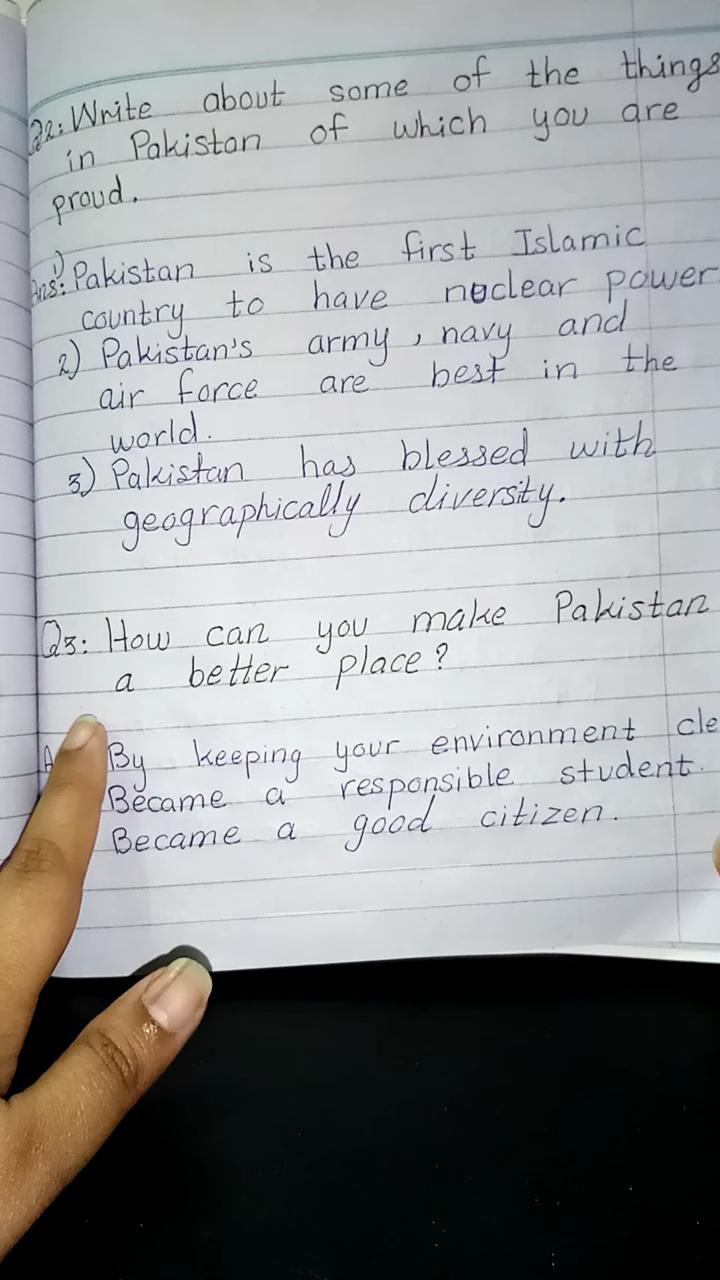 Q2: Write about some of the things
in Pakistan of which you are
proud.
1)
Ans: Pakistan is the first Islamic
country to have nuclear power
2) Pakistan's army, navy and
air force are best in the
world.
3) Pakistan has blessed with
geographically diversity.
Q3: How can you make Pakistan
a better place?
A By keeping your environment cle
Became a responsible student.
Became a good citizen.